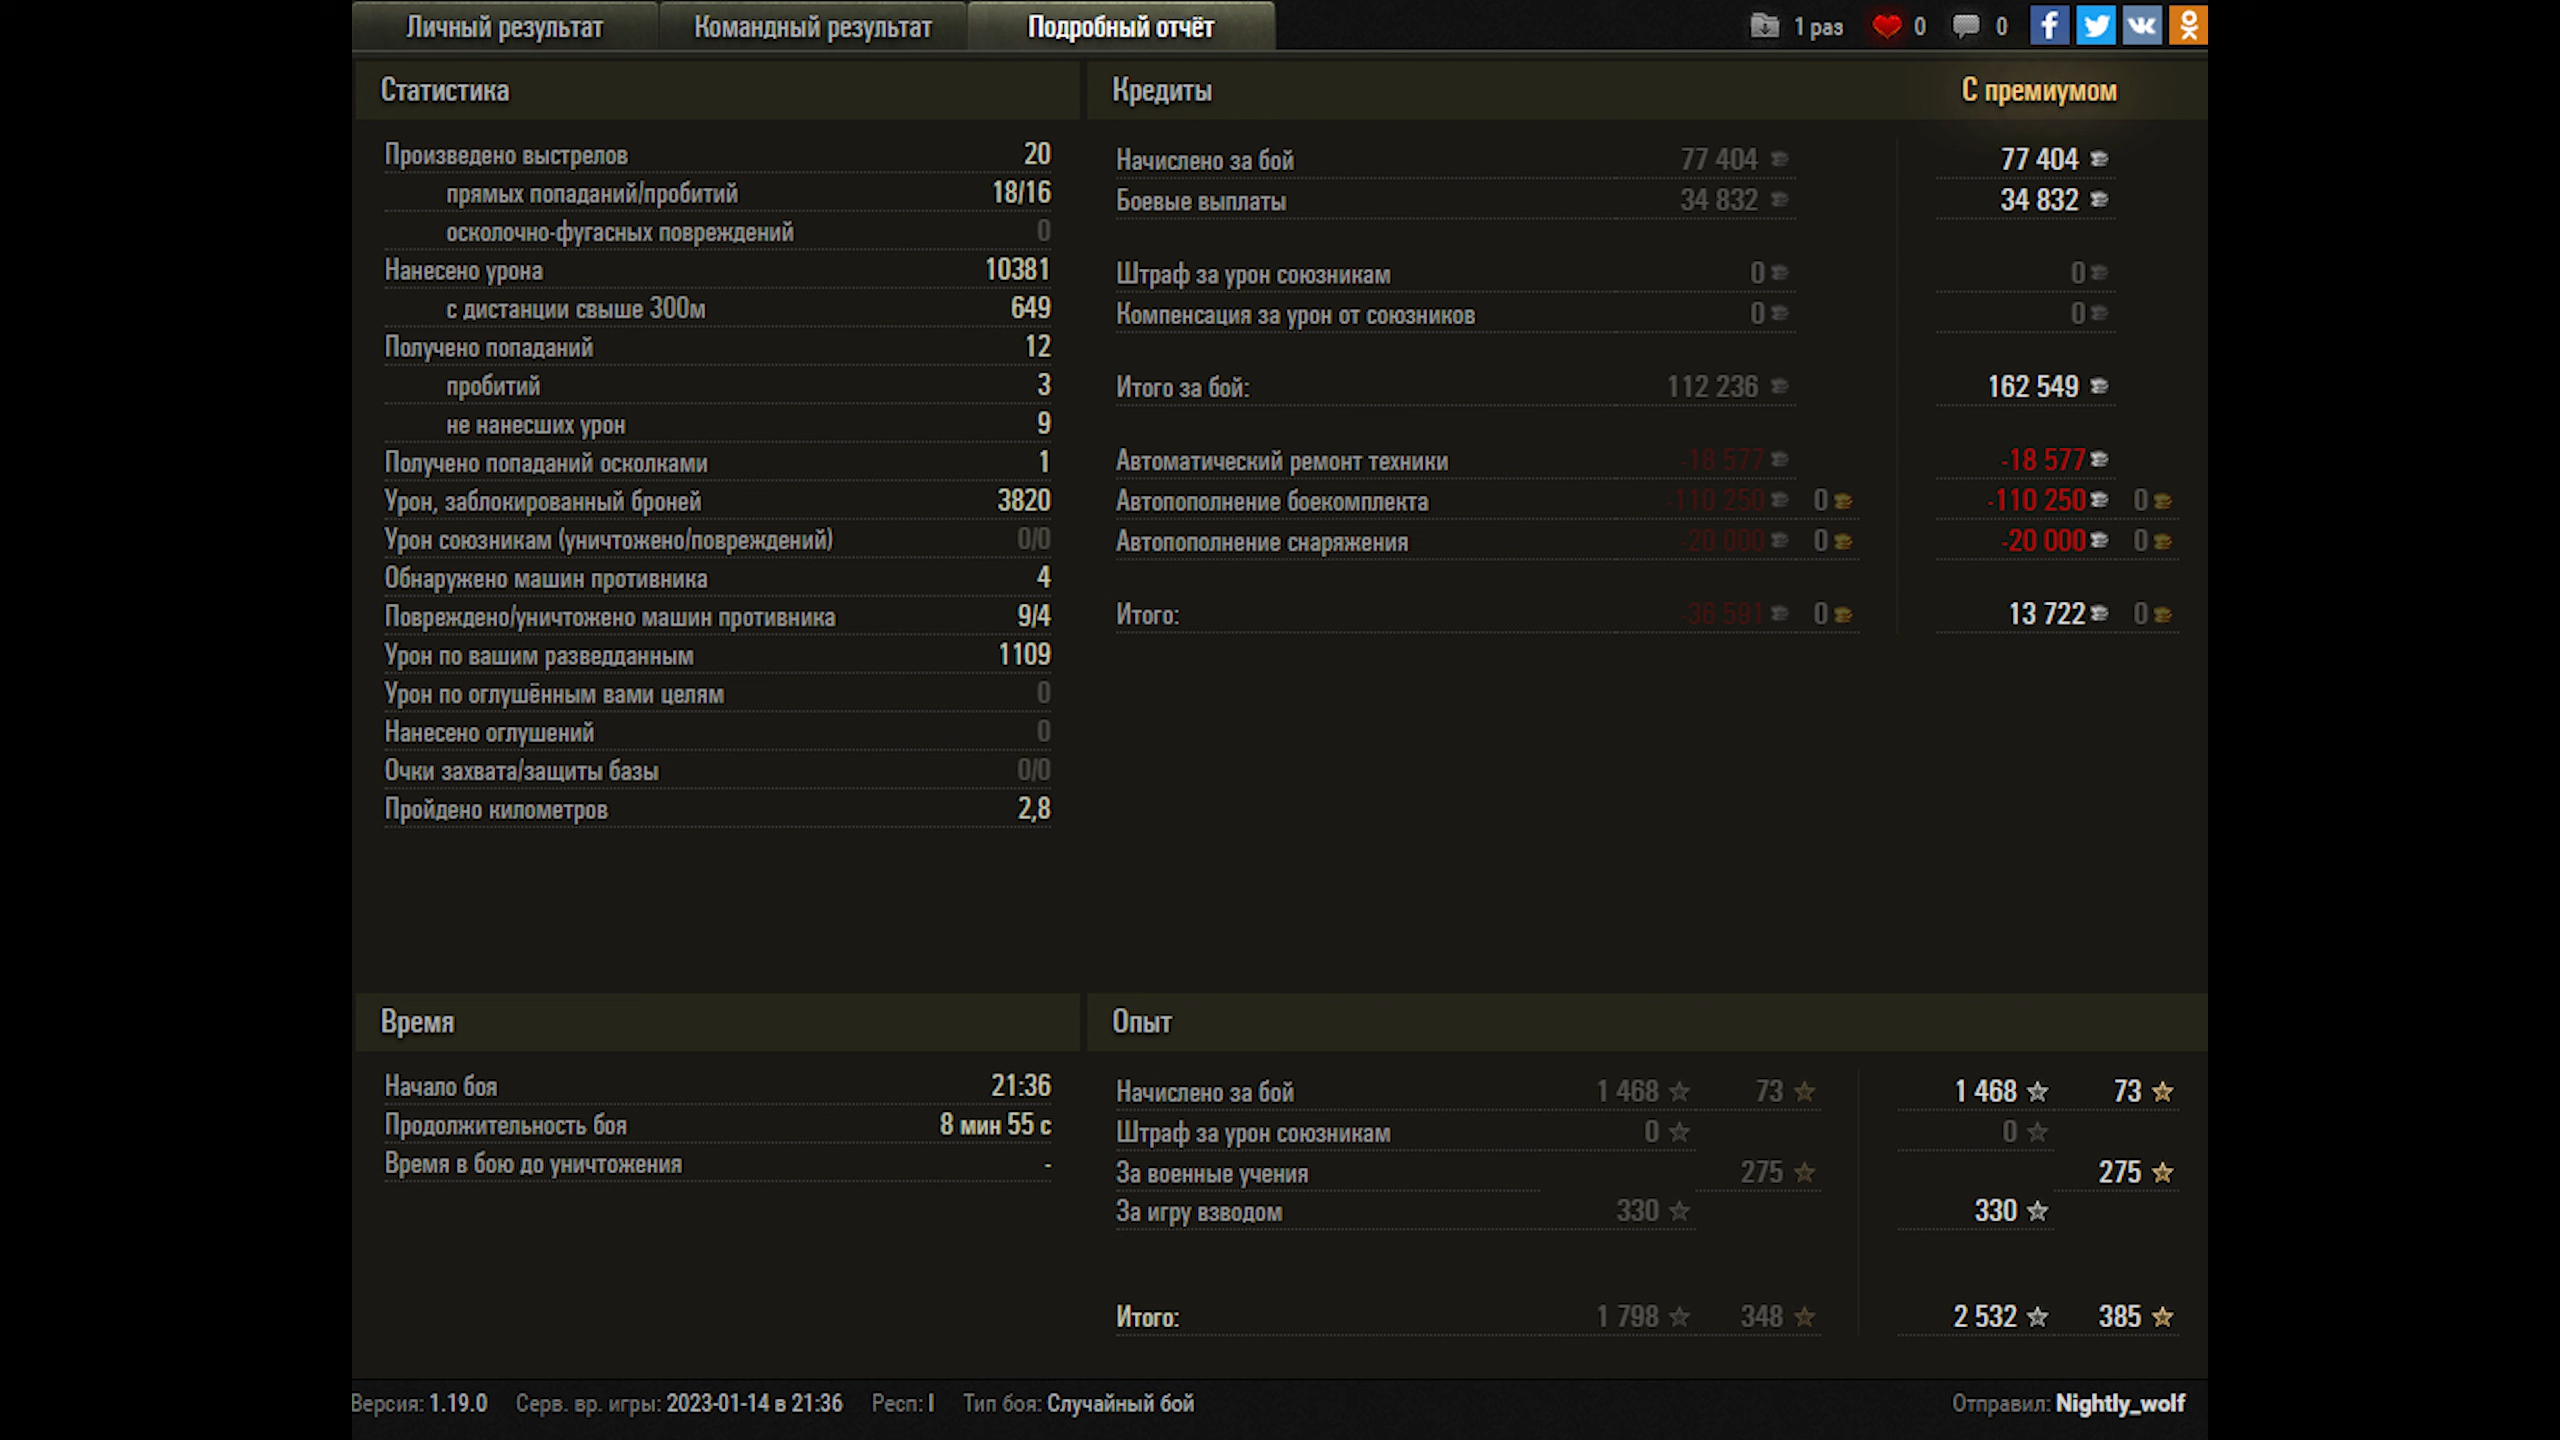 Личный результат Командный результат Подробный отчёт 1 раз 0 0
Статистика
Произведено выстрелов 20
прямых попаданий/пробитий 18/16
осколочно-фугасных повреждений 0
Нанесено урона 10381
с дистанции свыше 300м 649
Получено попаданий 12
пробитий 3
не нанесших урон 9
Получено попаданий осколками 1
Урон, заблокированный броней 3820
Урон союзникам (уничтожено/повреждений) 0/0
Обнаружено машин противника 4
Повреждено/уничтожено машин противника 9/4
Урон по вашим разведданным 1109
Урон по оглушённым вами целям 0
Нанесено оглушений 0
Очки захвата/защиты базы 0/0
Пройдено километров 2,8
Кредиты С премиумом
Начислено за бой 77 404 77 404
Боевые выплаты 34 832 34 832
Штраф за урон союзникам 0 0
Компенсация за урон от союзников 0 0
Итого за бой: 112 236 162 549
Автоматический ремонт техники -18 577 -18 577
Автопополнение боекомплекта -110 250 0 -110 250 0
Автопополнение снаряжения -20 000 0 -20 000 0
Итого: -36 591 0 13 722 0
Время
Начало боя 21:36
Продолжительность боя 8 мин 55 с
Время в бою до уничтожения -
Опыт
Начислено за бой 1 468 73 1 468 73
Штраф за урон союзникам 0 0
За военные учения 275 275
За игру взводом 330 330
Итого: 1 798 348 2 532 385
Версия: 1.19.0 Серв. вр. игры: 2023-01-14 в 21:36 Респ: I Тип боя: Случайный бой Отправил: Nightly_wolf